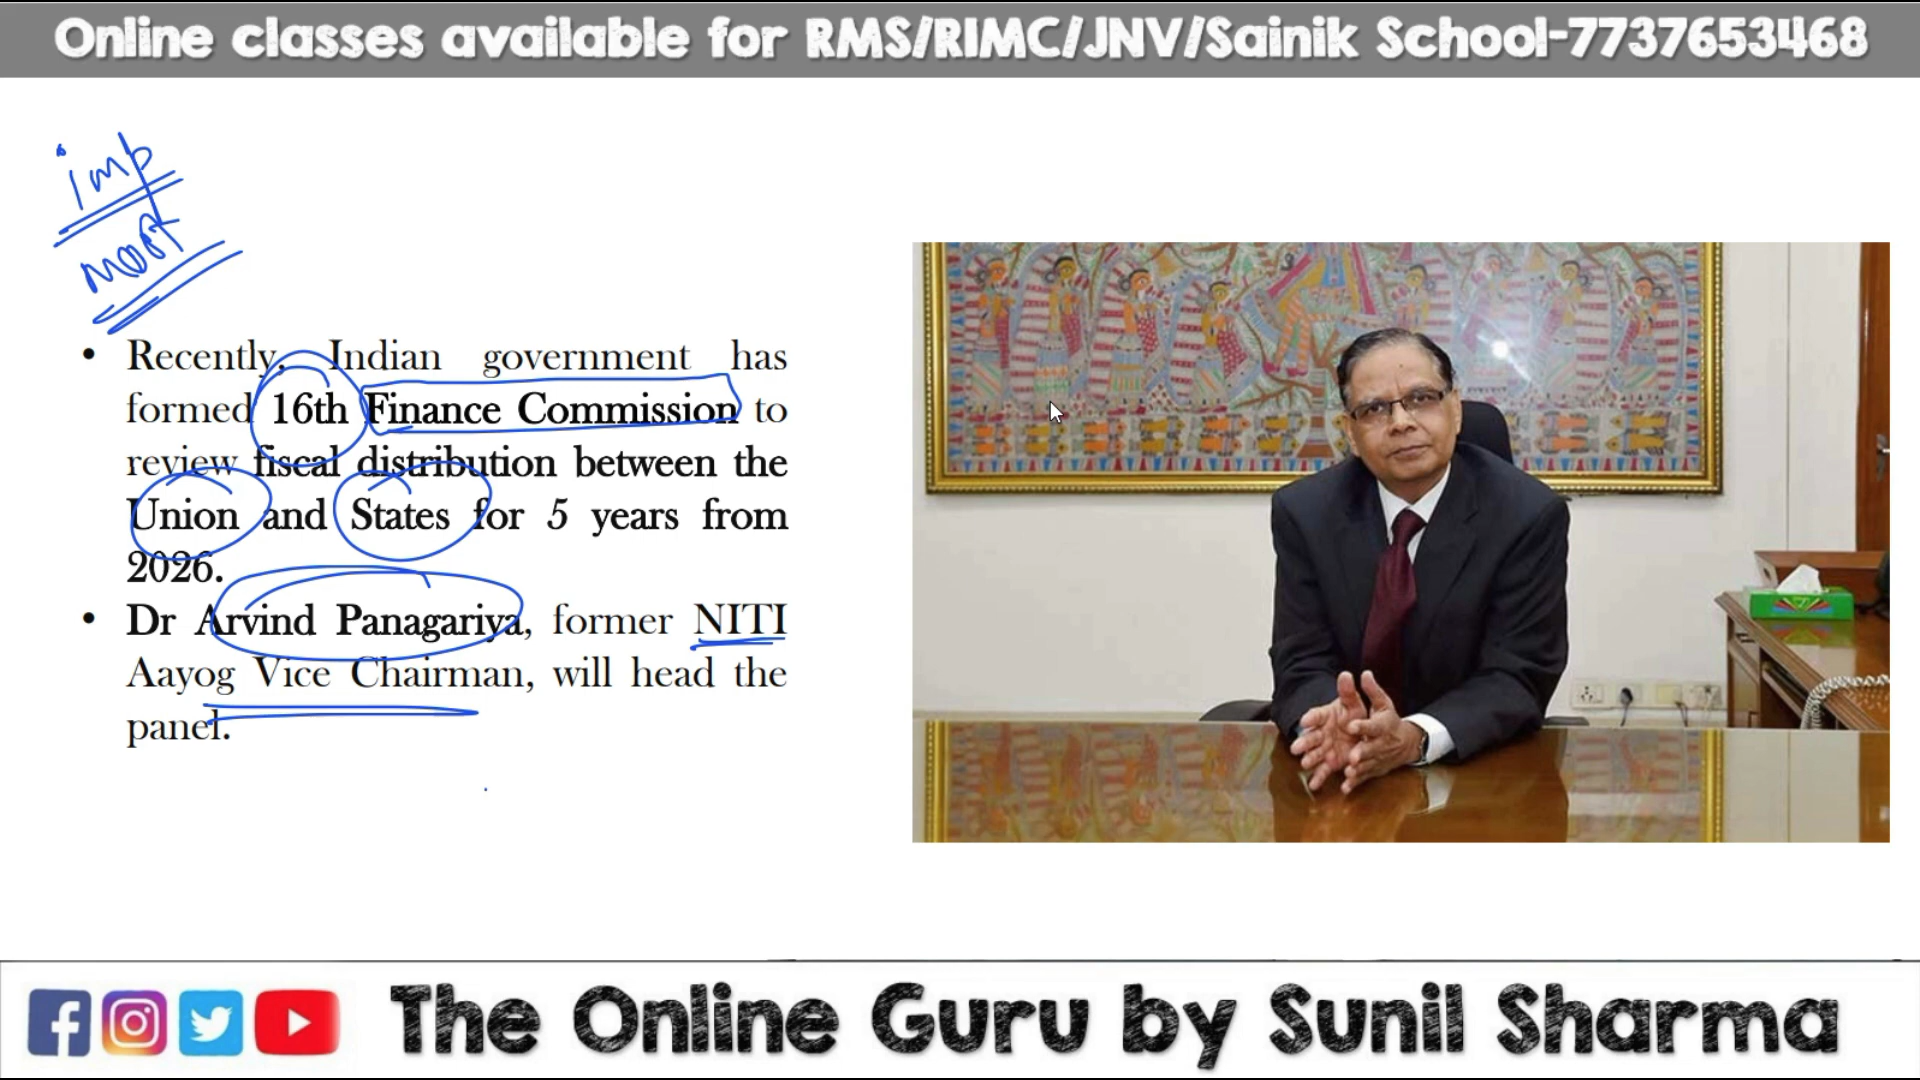 Online classes available for RMS/RIMC/JNV/Sainik School-7737653468
imp
most
• Recently, Indian government has
formed 16th Finance Commission to
review fiscal distribution between the
Union and States for 5 years from
2026.
• Dr Arvind Panagariya, former NITI
Aayog Vice Chairman, will head the
panel.
The Online Guru by Sunil Sharma